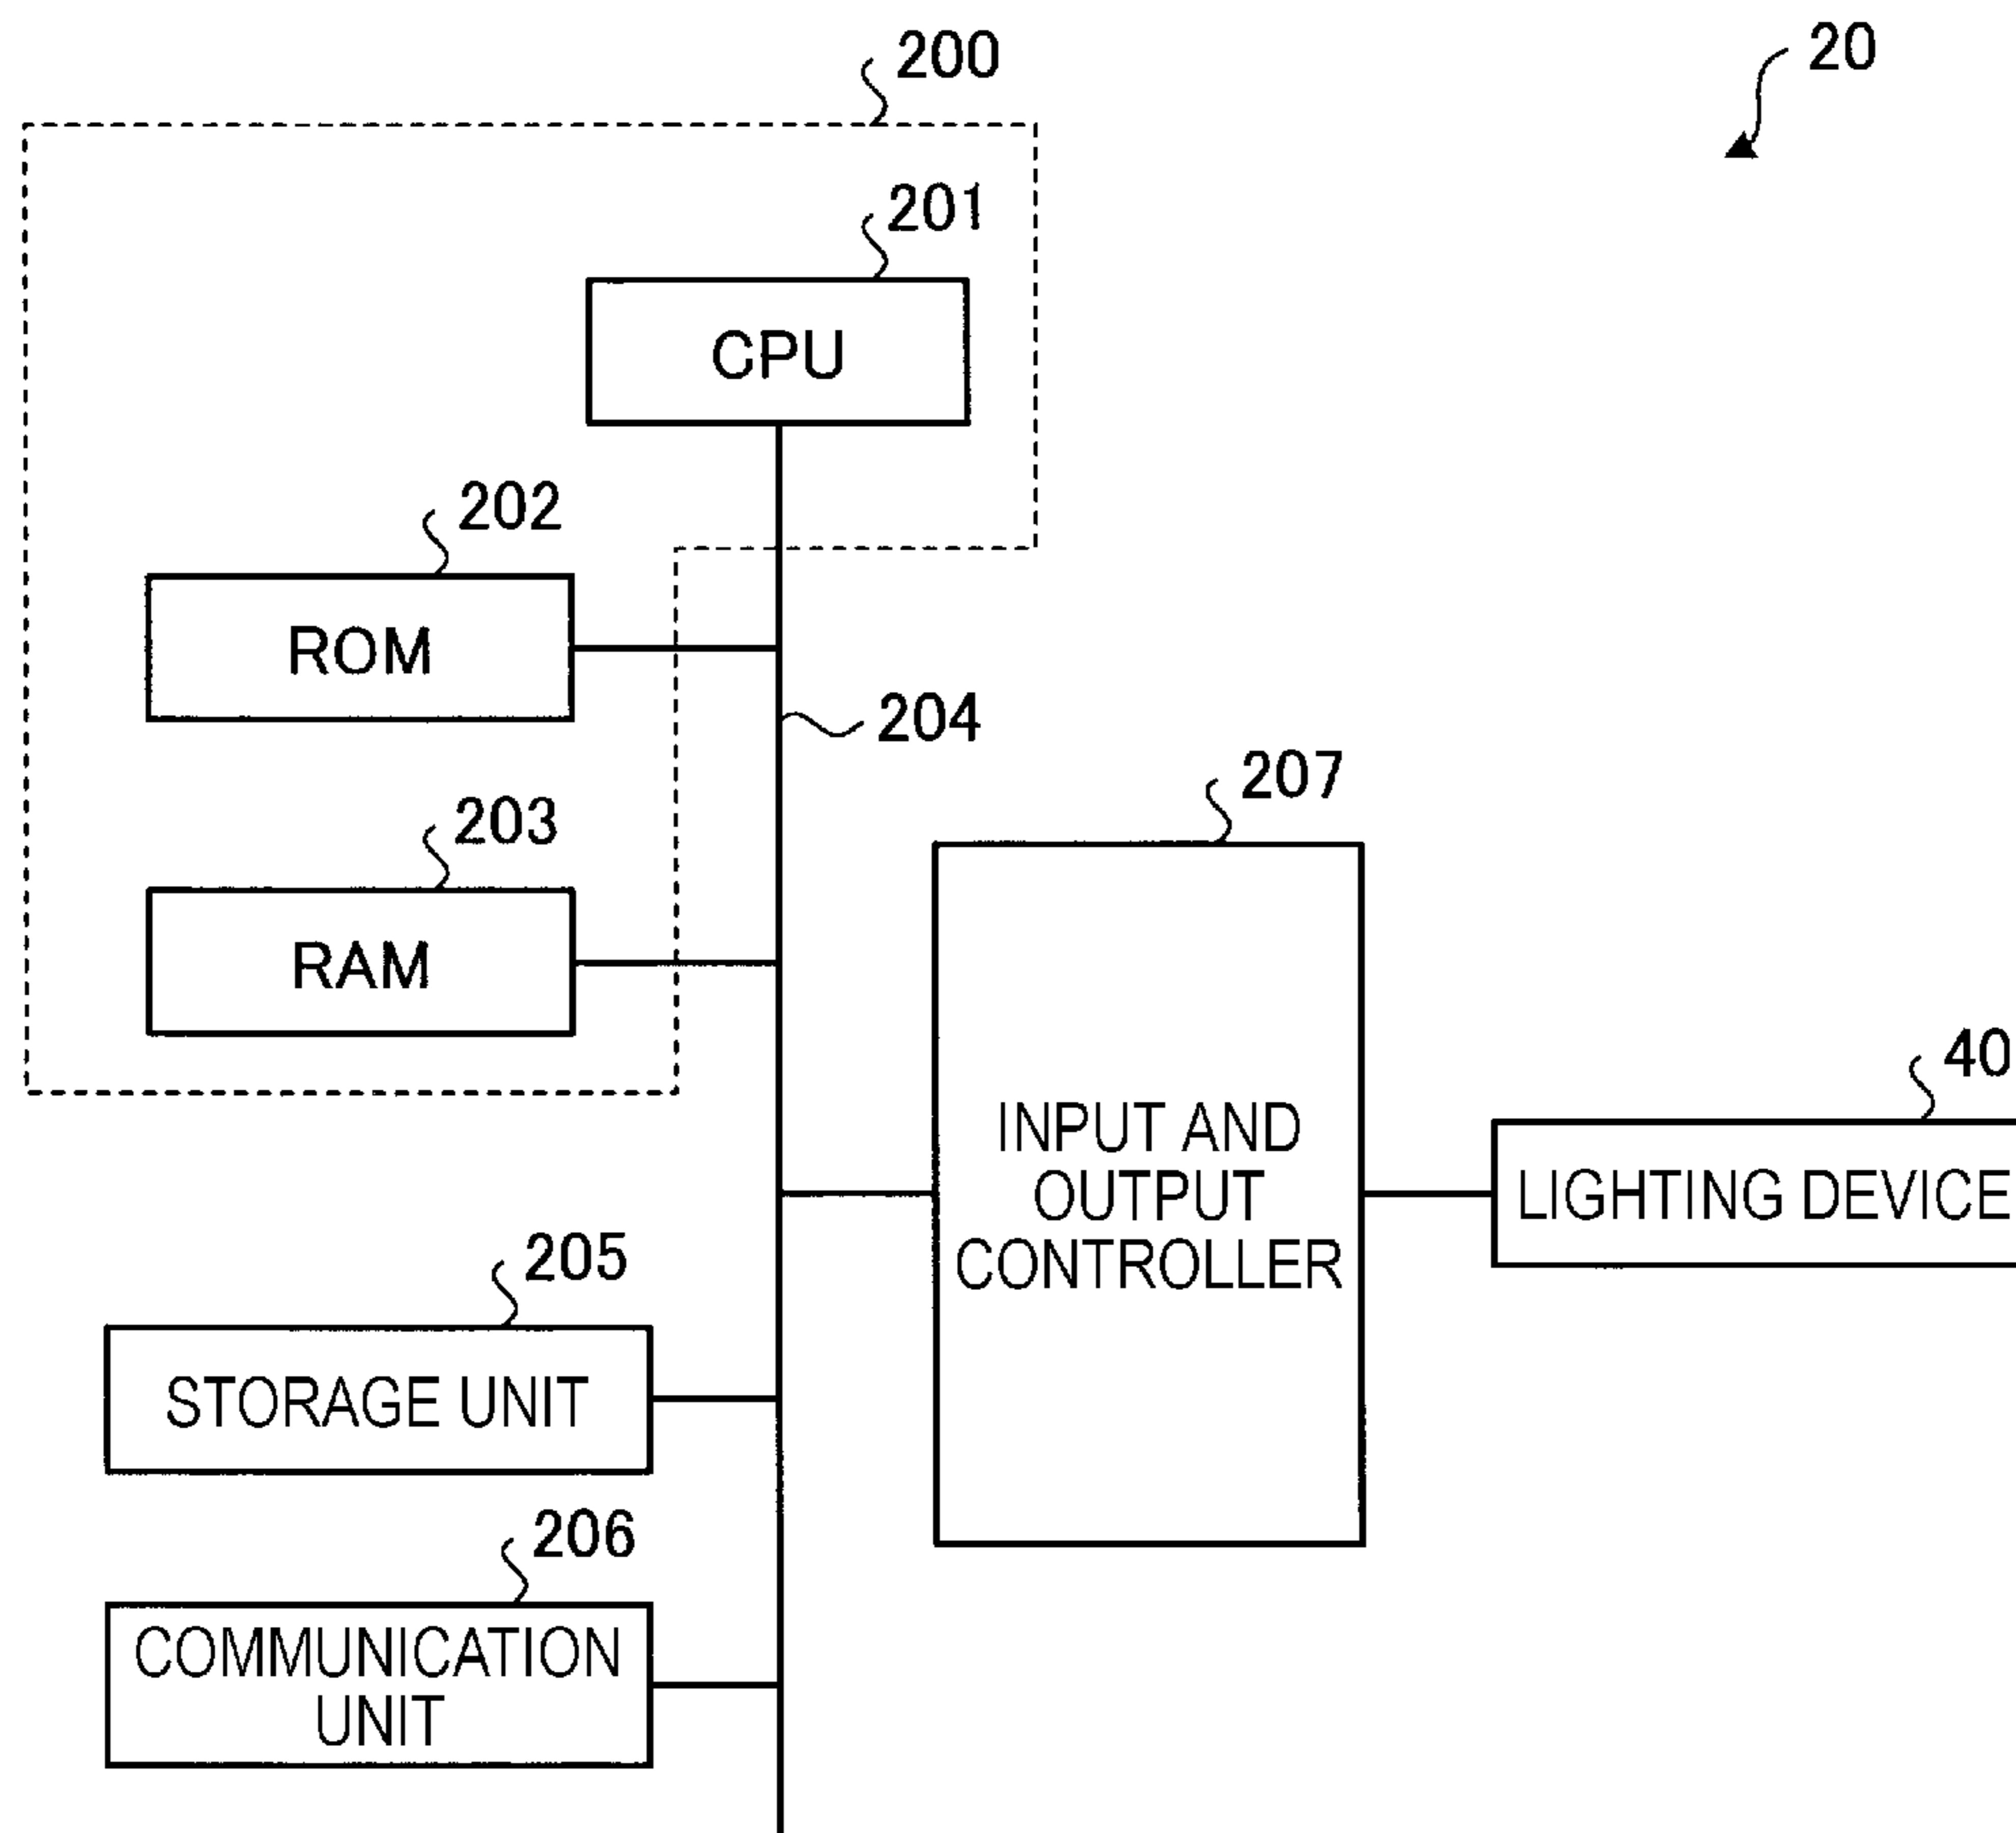 200
20
201
CPU
202
ROM
204
207
203
RAM
40
INPUT AND
OUTPUT
CONTROLLER
LIGHTING DEVICE
205
STORAGE UNIT
206
COMMUNICATION
UNIT